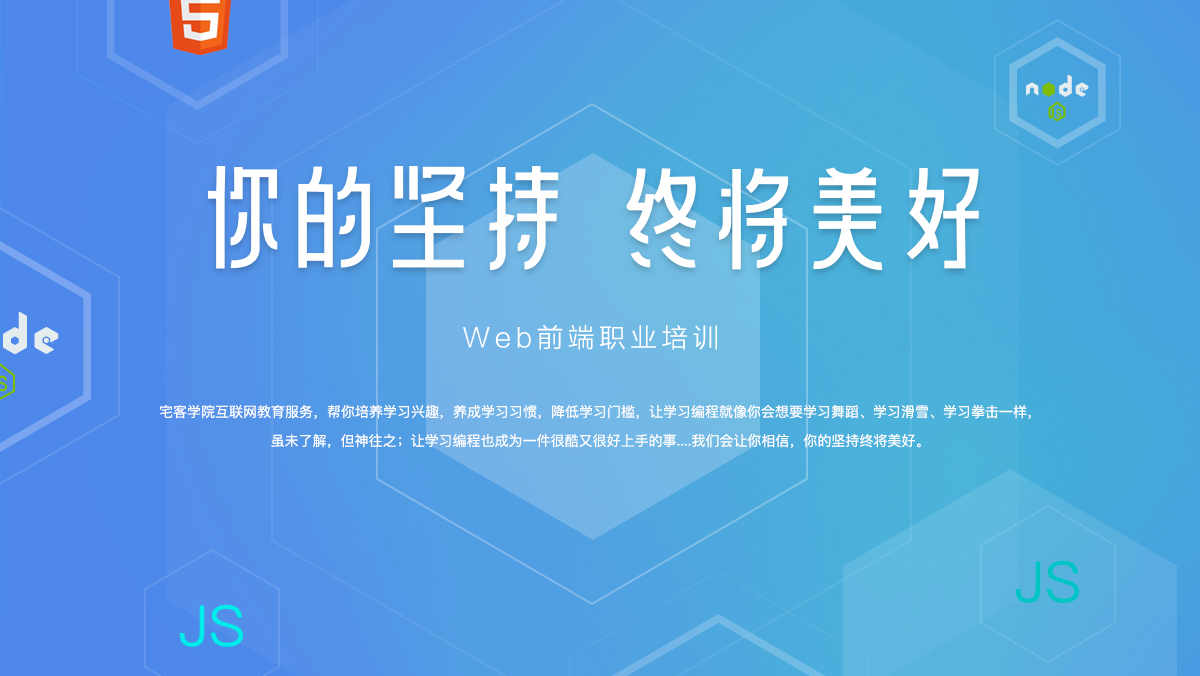 5
node
JS
你的坚持 终将美好
node
JS
Web前端职业培训
宅客学院互联网教育服务，帮你培养学习兴趣，养成学习习惯，降低学习门槛，让学习编程就像你会想要学习舞蹈、学习滑雪、学习拳击一样，
虽未了解，但神往之；让学习编程也成为一件很酷又很好上手的事....我们会让你相信，你的坚持终将美好。
JS
JS